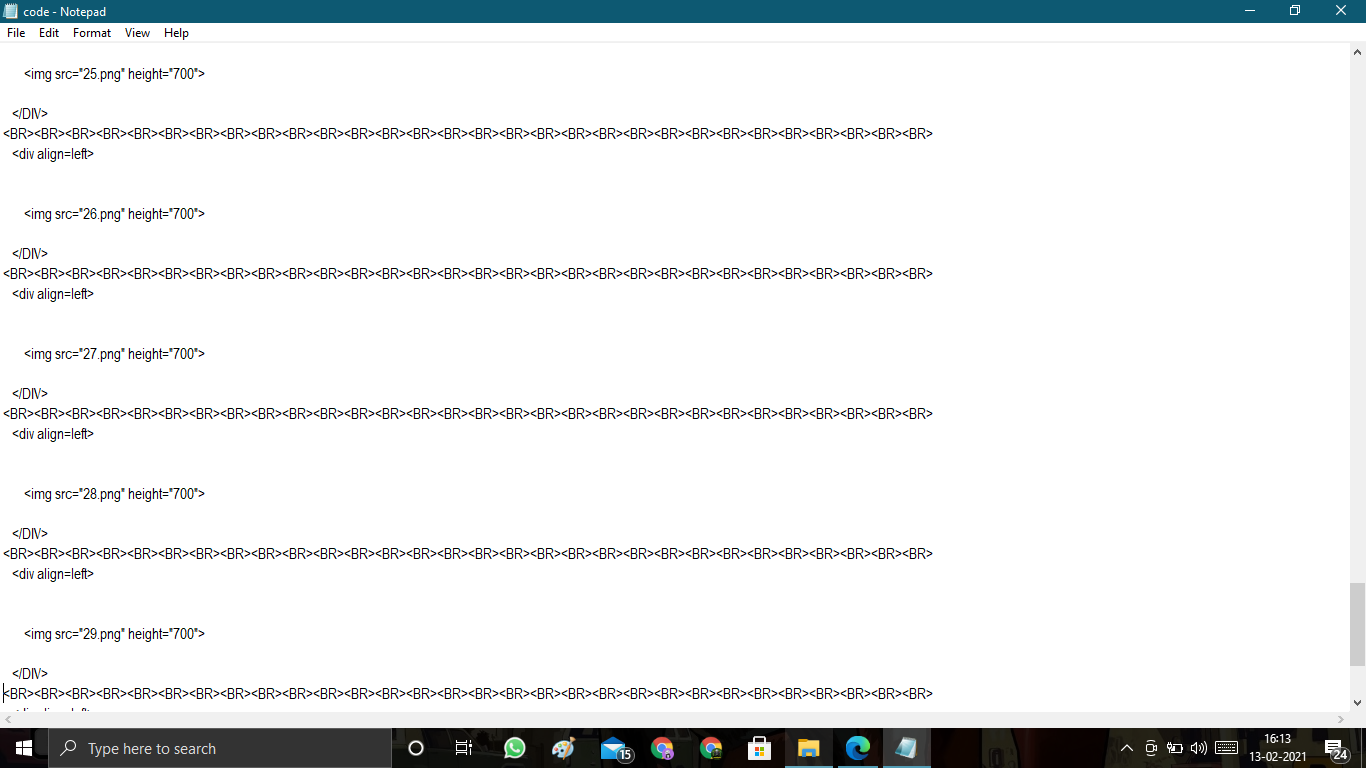 code - Notepad
File Edit Format View Help
<img src="25.png" height="700">
</DIV>
<BR><BR><BR><BR><BR><BR><BR><BR><BR><BR><BR><BR><BR><BR><BR><BR><BR><BR><BR><BR><BR><BR><BR><BR><BR><BR><BR><BR><BR><BR>
<div align=left>
<img src="26.png" height="700">
</DIV>
<BR><BR><BR><BR><BR><BR><BR><BR><BR><BR><BR><BR><BR><BR><BR><BR><BR><BR><BR><BR><BR><BR><BR><BR><BR><BR><BR><BR><BR><BR>
<div align=left>
<img src="27.png" height="700">
</DIV>
<BR><BR><BR><BR><BR><BR><BR><BR><BR><BR><BR><BR><BR><BR><BR><BR><BR><BR><BR><BR><BR><BR><BR><BR><BR><BR><BR><BR><BR><BR>
<div align=left>
<img src="28.png" height="700">
</DIV>
<BR><BR><BR><BR><BR><BR><BR><BR><BR><BR><BR><BR><BR><BR><BR><BR><BR><BR><BR><BR><BR><BR><BR><BR><BR><BR><BR><BR><BR><BR>
<div align=left>
<img src="29.png" height="700">
</DIV>
<BR><BR><BR><BR><BR><BR><BR><BR><BR><BR><BR><BR><BR><BR><BR><BR><BR><BR><BR><BR><BR><BR><BR><BR><BR><BR><BR><BR><BR><BR>
Type here to search
15
16:13
13-02-2021
24